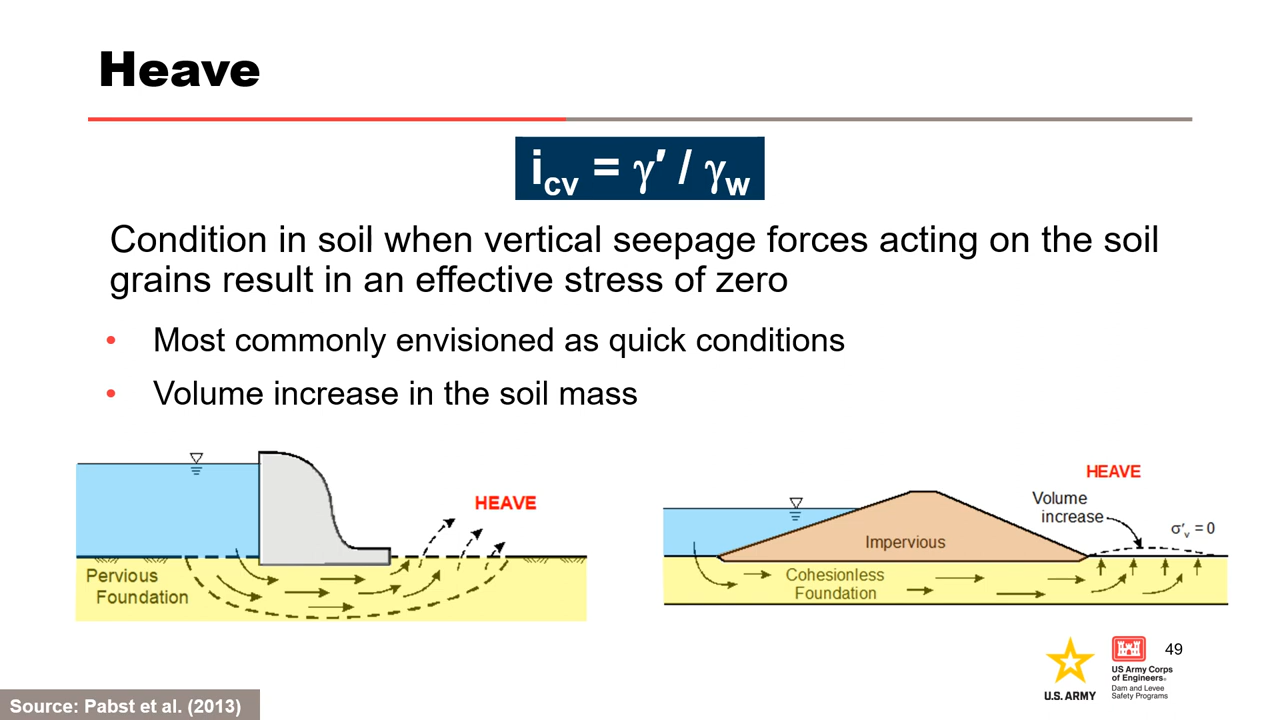 Heave
i_cv = γ′ / γ_w
Condition in soil when vertical seepage forces acting on the soil
grains result in an effective stress of zero
• Most commonly envisioned as quick conditions
• Volume increase in the soil mass
HEAVE
Pervious
Foundation
HEAVE
Volume
increase
σ′_v = 0
Impervious
Cohesionless
Foundation
49
U.S. ARMY
US Army Corps
of Engineers®
Dam and Levee
Safety Programs
Source: Pabst et al. (2013)